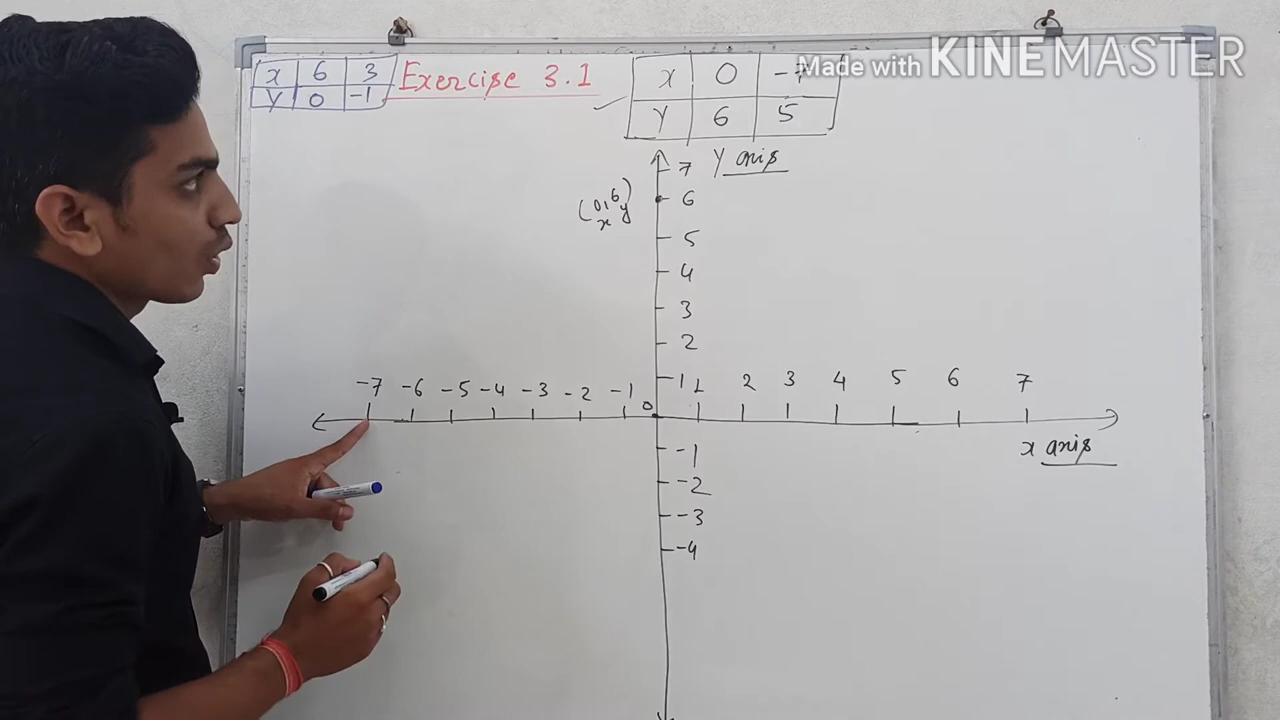 x 6 3
y 0 -1
Exercise 3.1
x 0 -7
y 6 5
Made with KINEMASTER
y axis
7
(0,6)
x y
6
5
4
3
2
1
-7 -6 -5 -4 -3 -2 -1 0 1 2 3 4 5 6 7
x axis
-1
-2
-3
-4